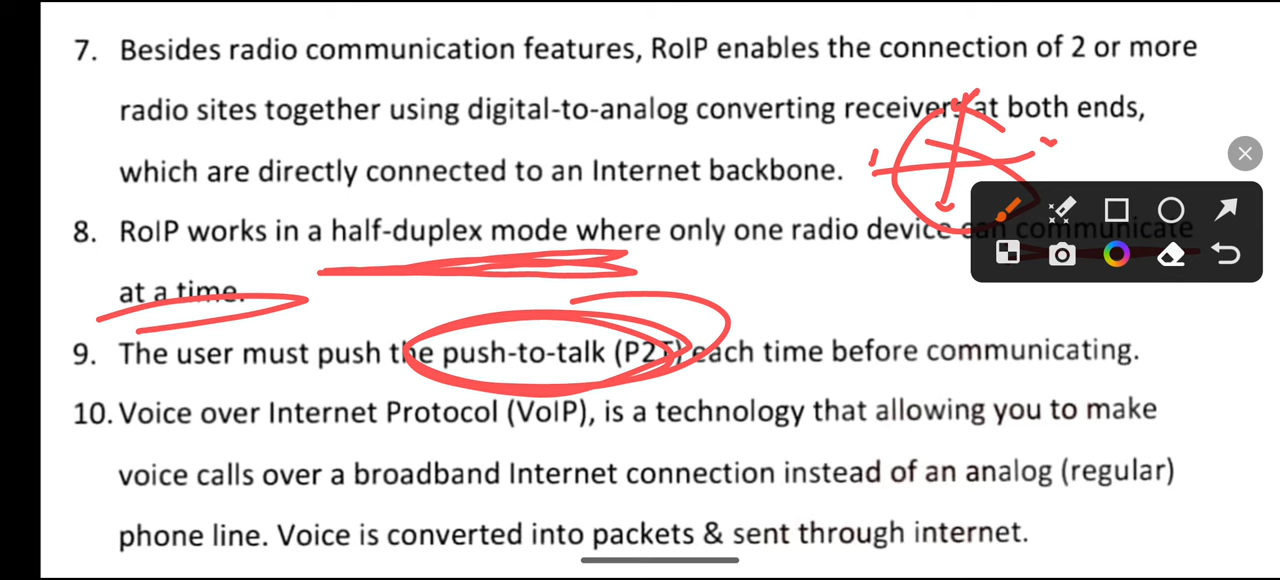 7. Besides radio communication features, RoIP enables the connection of 2 or more
radio sites together using digital-to-analog converting receivers at both ends,
which are directly connected to an Internet backbone.
8. RoIP works in a half-duplex mode where only one radio device can communicate
at a time.
9. The user must push the push-to-talk (P2T) each time before communicating.
10. Voice over Internet Protocol (VoIP), is a technology that allowing you to make
voice calls over a broadband Internet connection instead of an analog (regular)
phone line. Voice is converted into packets & sent through internet.